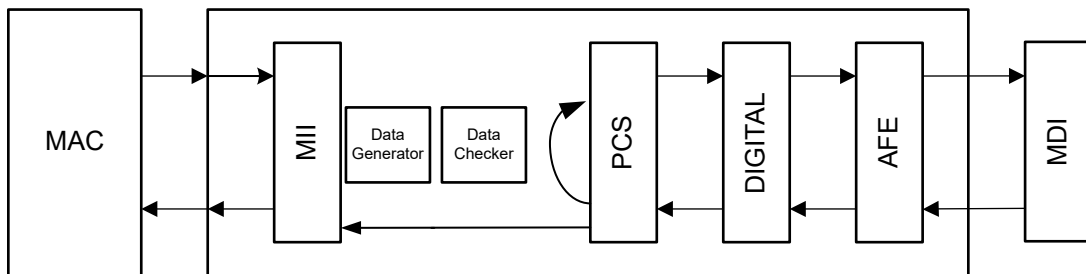 MAC
MII
Data
Generator
Data
Checker
PCS
DIGITAL
AFE
MDI